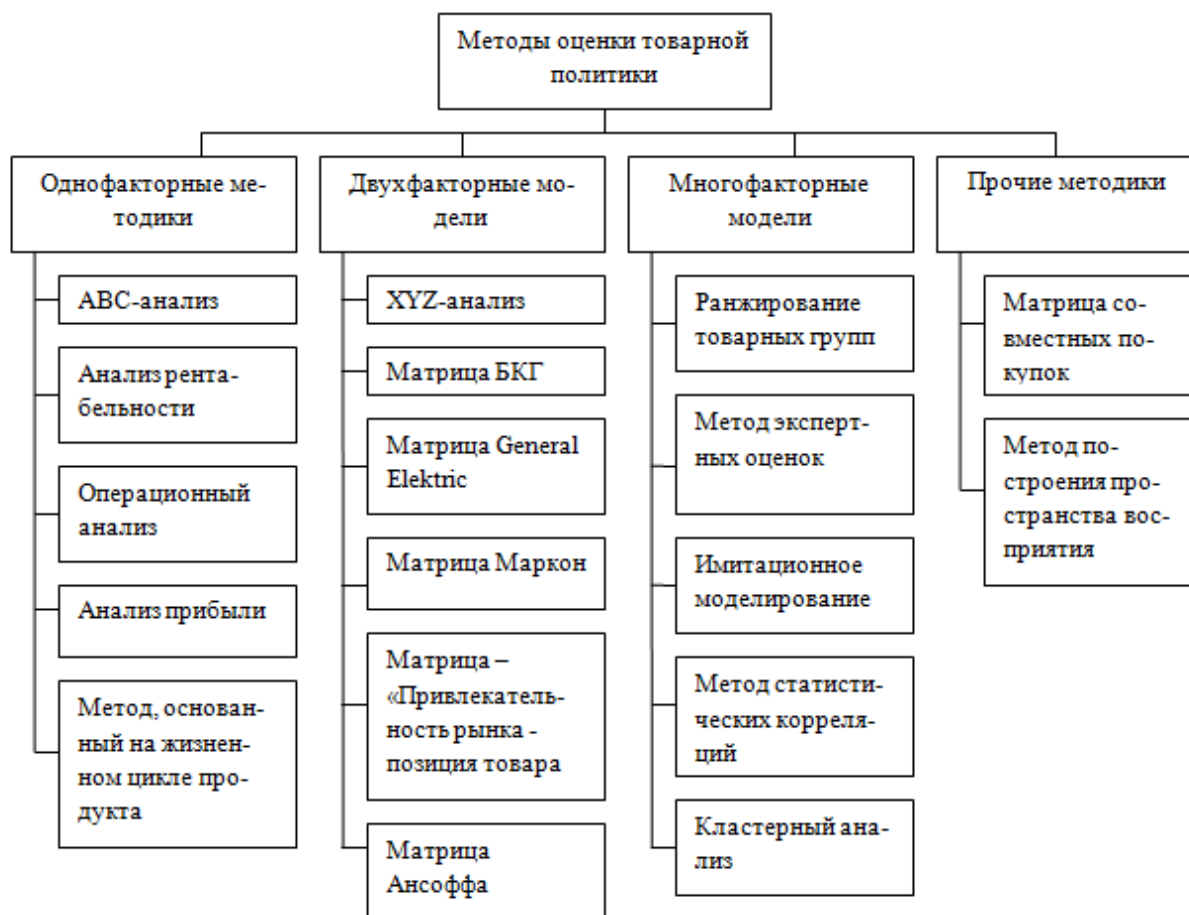 Методы оценки товарной
политики
Однофакторные ме-
тодики
АВС-анализ
Анализ рента-
бельности
Операционный
анализ
Анализ прибыли
Метод, основан-
ный на жизнен-
ном цикле про-
дукта
Двухфакторные мо-
дели
XYZ-анализ
Матрица БКГ
Матрица General
Elektric
Матрица Маркон
Матрица –
«Привлекатель-
ность рынка -
позиция товара
Матрица
Ансоффа
Многофакторные
модели
Ранжирование
товарных групп
Метод эксперт-
ных оценок
Имитационное
моделирование
Метод статисти-
ческих корреля-
ций
Кластерный ана-
лиз
Прочие методики
Матрица со-
вместных по-
купок
Метод по-
строения про-
странства вос-
приятия